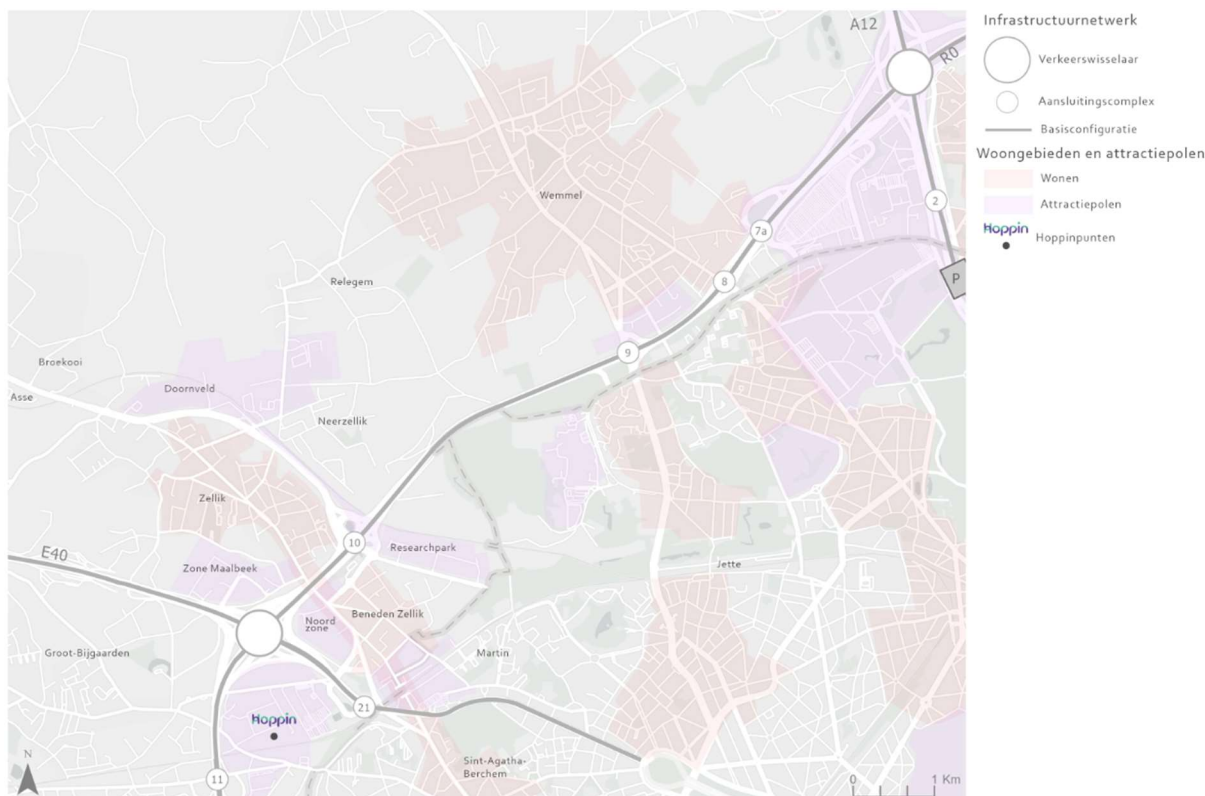 A12
R0
2
P
7a
8
9
Wemmel
Relegem
Broekooi
Asse
Doornveld
Neerzellik
Zellik
10
Researchpark
E40
Zone Maalbeek
Jette
Noord
zone
Beneden Zellik
Groot-Bijgaarden
Martin
21
Hoppin
11
Sint-Agatha-
Berchem
N
0 1 Km
Infrastructuurnetwerk
Verkeerswisselaar
Aansluitingscomplex
Basisconfiguratie
Woongebieden en attractiepolen
Wonen
Attractiepolen
Hoppin
Hoppinpunten